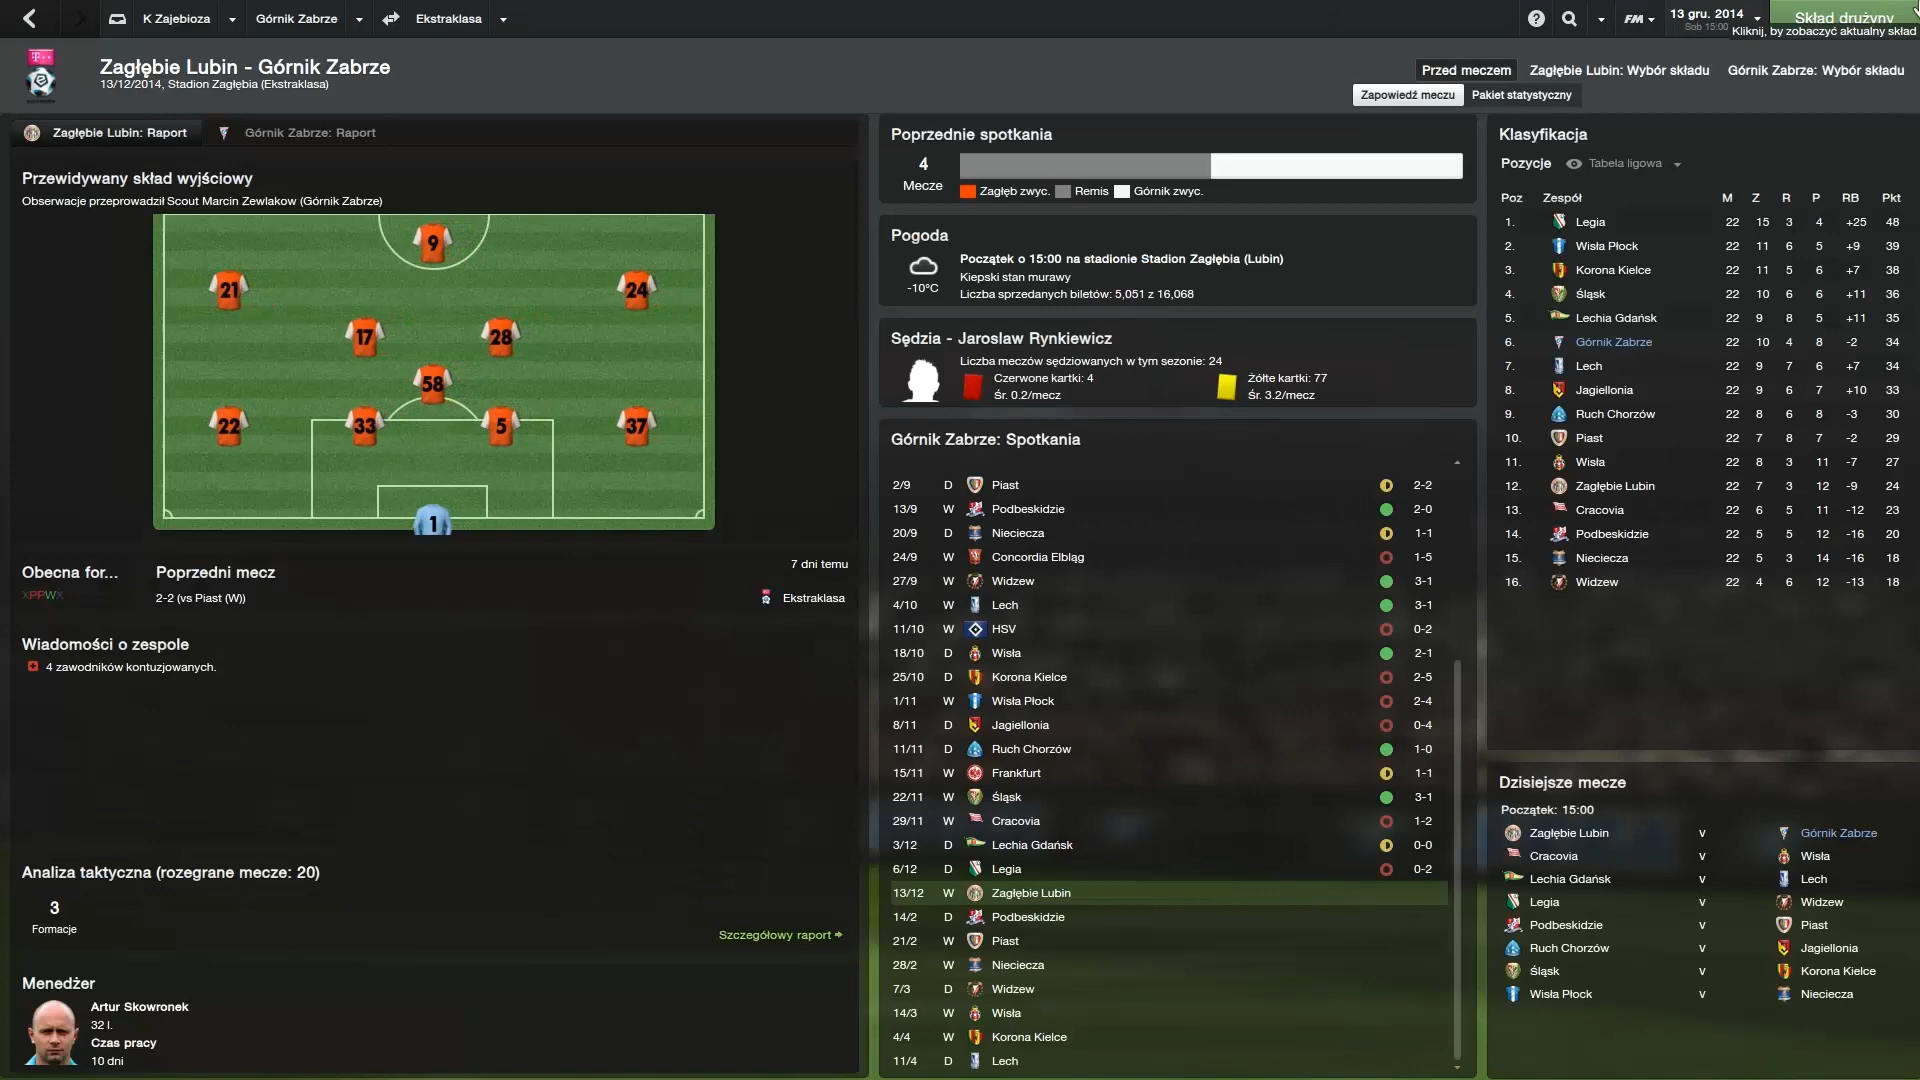 K Zajebioza
Górnik Zabrze
Ekstraklasa
FM
13 gru. 2014
Sob 15:00
Skład drużyny
Kliknij, by zobaczyć aktualny skład
Zagłębie Lubin - Górnik Zabrze
13/12/2014, Stadion Zagłębia (Ekstraklasa)
Przed meczem
Zagłębie Lubin: Wybór składu
Górnik Zabrze: Wybór składu
Zapowiedź meczu
Pakiet statystyczny
Zagłębie Lubin: Raport
Górnik Zabrze: Raport
Przewidywany skład wyjściowy
Obserwacje przeprowadził Scout Marcin Zewlakow (Górnik Zabrze)
9
21
24
17
28
58
22
33
5
37
1
Obecna for...
XPPWX
Poprzedni mecz
7 dni temu
2-2 (vs Piast (W))
Ekstraklasa
Wiadomości o zespole
4 zawodników kontuzjowanych.
Analiza taktyczna (rozegrane mecze: 20)
3
Formacje
Szczegółowy raport
Menedżer
Artur Skowronek
32 l.
Czas pracy
10 dni
Poprzednie spotkania
4
Mecze
Zagłęb zwyc. Remis Górnik zwyc.
Pogoda
-10°C
Początek o 15:00 na stadionie Stadion Zagłębia (Lubin)
Kiepski stan murawy
Liczba sprzedanych biletów: 5,051 z 16,068
Sędzia - Jaroslaw Rynkiewicz
Liczba meczów sędziowanych w tym sezonie: 24
Czerwone kartki: 4
Śr. 0.2/mecz
Żółte kartki: 77
Śr. 3.2/mecz
Górnik Zabrze: Spotkania
2/9 D Piast 2-2
13/9 W Podbeskidzie 2-0
20/9 D Nieciecza 1-1
24/9 W Concordia Elbląg 1-5
27/9 W Widzew 3-1
4/10 W Lech 3-1
11/10 W HSV 0-2
18/10 D Wisła 2-1
25/10 D Korona Kielce 2-5
1/11 W Wisła Płock 2-4
8/11 D Jagiellonia 0-4
11/11 D Ruch Chorzów 1-0
15/11 W Frankfurt 1-1
22/11 W Śląsk 3-1
29/11 W Cracovia 1-2
3/12 D Lechia Gdańsk 0-0
6/12 D Legia 0-2
13/12 W Zagłębie Lubin
14/2 D Podbeskidzie
21/2 W Piast
28/2 W Nieciecza
7/3 D Widzew
14/3 W Wisła
4/4 W Korona Kielce
11/4 D Lech
Klasyfikacja
Pozycje Tabela ligowa
Poz Zespół M Z R P RB Pkt
1. Legia 22 15 3 4 +25 48
2. Wisła Płock 22 11 6 5 +9 39
3. Korona Kielce 22 11 5 6 +7 38
4. Śląsk 22 10 6 6 +11 36
5. Lechia Gdańsk 22 9 8 5 +11 35
6. Górnik Zabrze 22 10 4 8 -2 34
7. Lech 22 9 7 6 +7 34
8. Jagiellonia 22 9 6 7 +10 33
9. Ruch Chorzów 22 8 6 8 -3 30
10. Piast 22 7 8 7 -2 29
11. Wisła 22 8 3 11 -7 27
12. Zagłębie Lubin 22 7 3 12 -9 24
13. Cracovia 22 6 5 11 -12 23
14. Podbeskidzie 22 5 5 12 -16 20
15. Nieciecza 22 5 3 14 -16 18
16. Widzew 22 4 6 12 -13 18
Dzisiejsze mecze
Początek: 15:00
Zagłębie Lubin v Górnik Zabrze
Cracovia v Wisła
Lechia Gdańsk v Lech
Legia v Widzew
Podbeskidzie v Piast
Ruch Chorzów v Jagiellonia
Śląsk v Korona Kielce
Wisła Płock v Nieciecza